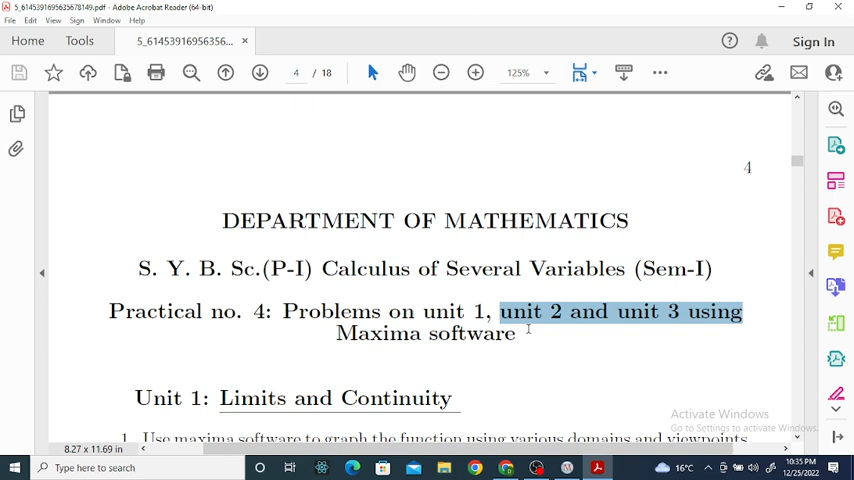 5_6145391695635678149.pdf - Adobe Acrobat Reader (64-bit)
File Edit View Sign Window Help
Home Tools 5_61453916956356... × Sign In
4 / 18 125%
4
DEPARTMENT OF MATHEMATICS
S. Y. B. Sc.(P-I) Calculus of Several Variables (Sem-I)
Practical no. 4: Problems on unit 1, unit 2 and unit 3 using
Maxima software
Unit 1: Limits and Continuity
1. Use maxima software to graph the function using various domains and viewpoints
Activate Windows
Go to Settings to activate Windows.
8.27 x 11.69 in
Type here to search
16°C
10:35 PM
12/25/2022